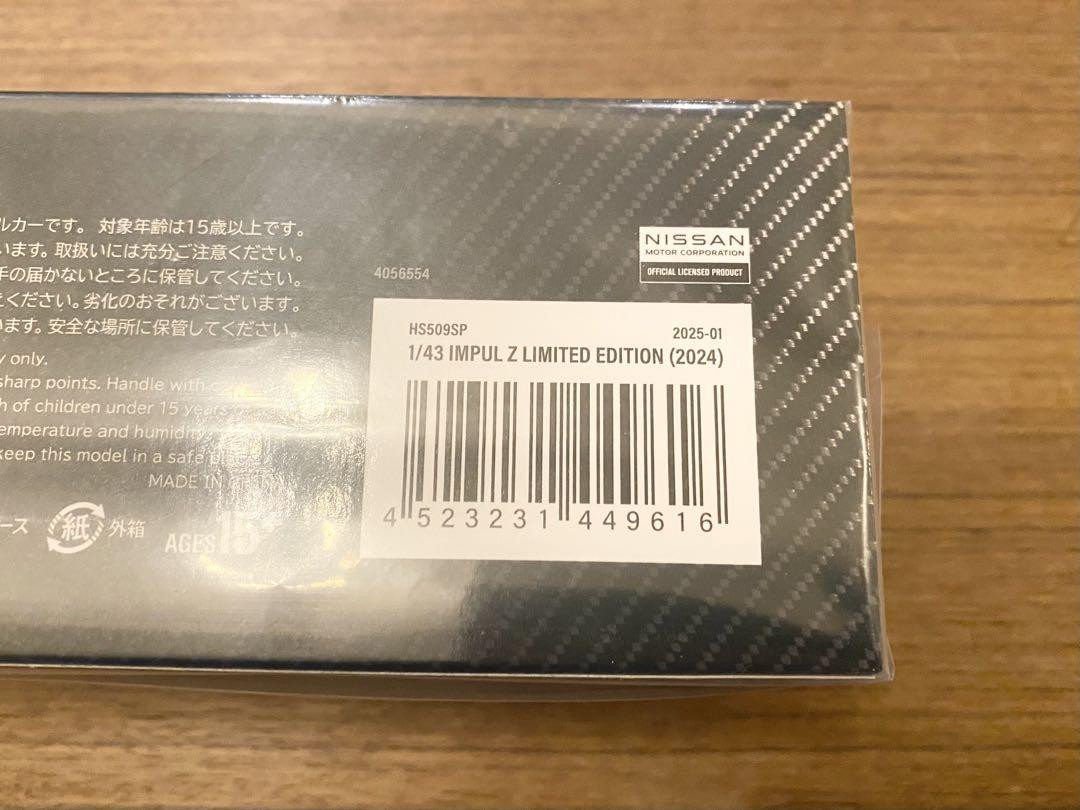 ルカーです。 対象年齢は15歳以上です。
います。取扱いには充分ご注意ください。
手の届かないところに保管してください。
えください。劣化のおそれがございます。
います。安全な場所に保管してください。
y only.
sharp points. Handle with
h of children under 15 years
emperature and humidity
keep this model in a safe
MADE IN
ース
紙
外箱
AGES 15
4056554
NISSAN
MOTOR CORPORATION
OFFICIAL LICENSED PRODUCT
HS509SP 2025-01
1/43 IMPUL Z LIMITED EDITION (2024)
4 523231 449616